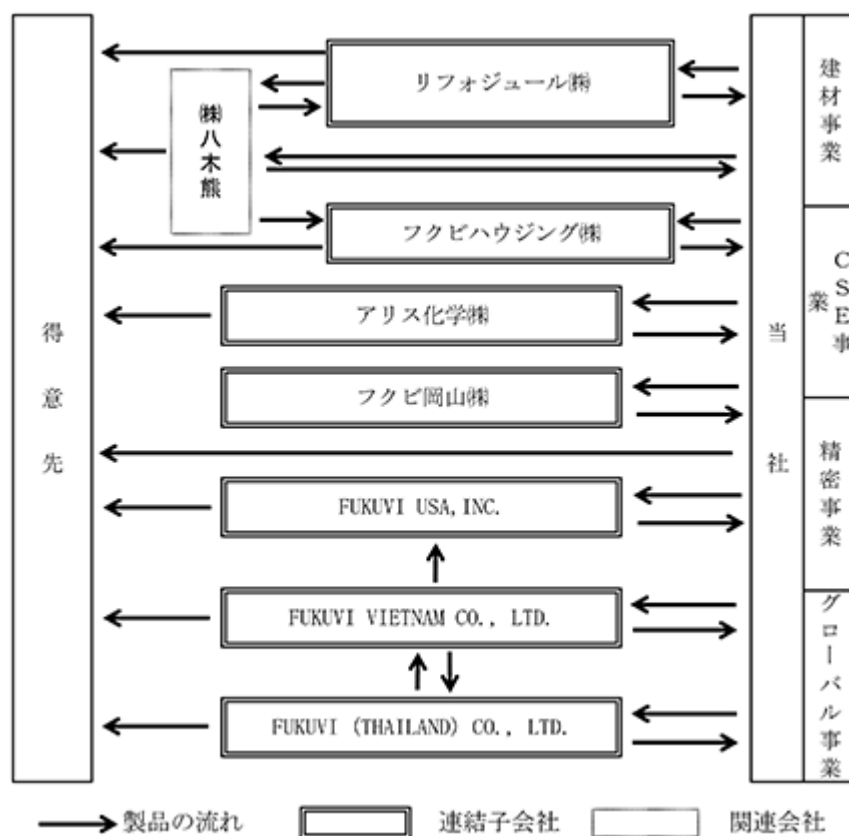 リフォジュール㈱
㈱八木熊
フクビハウジング㈱
アリス化学㈱
フクビ岡山㈱
FUKUVI USA, INC.
FUKUVI VIETNAM CO., LTD.
FUKUVI (THAILAND) CO., LTD.
得意先
当社
建材事業
CSE事業
精密事業
グローバル事業
製品の流れ
連結子会社
関連会社